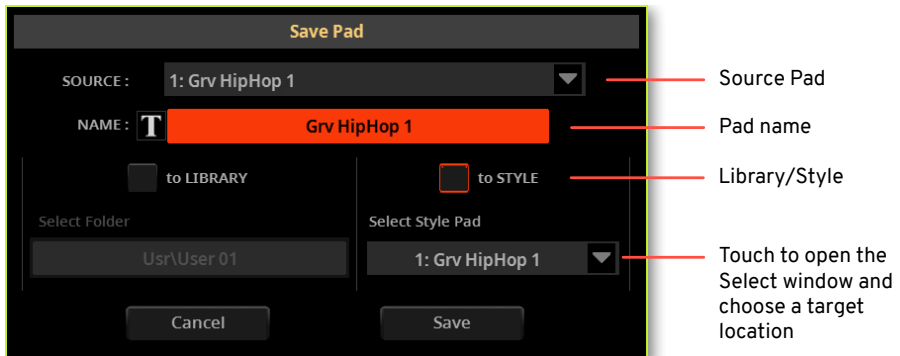 Save Pad
SOURCE :
1: Grv HipHop 1
Source Pad
NAME :
T
Grv HipHop 1
Pad name
to LIBRARY
to STYLE
Library/Style
Select Folder
Select Style Pad
Usr\User 01
1: Grv HipHop 1
Touch to open the
Select window and
choose a target
location
Cancel
Save